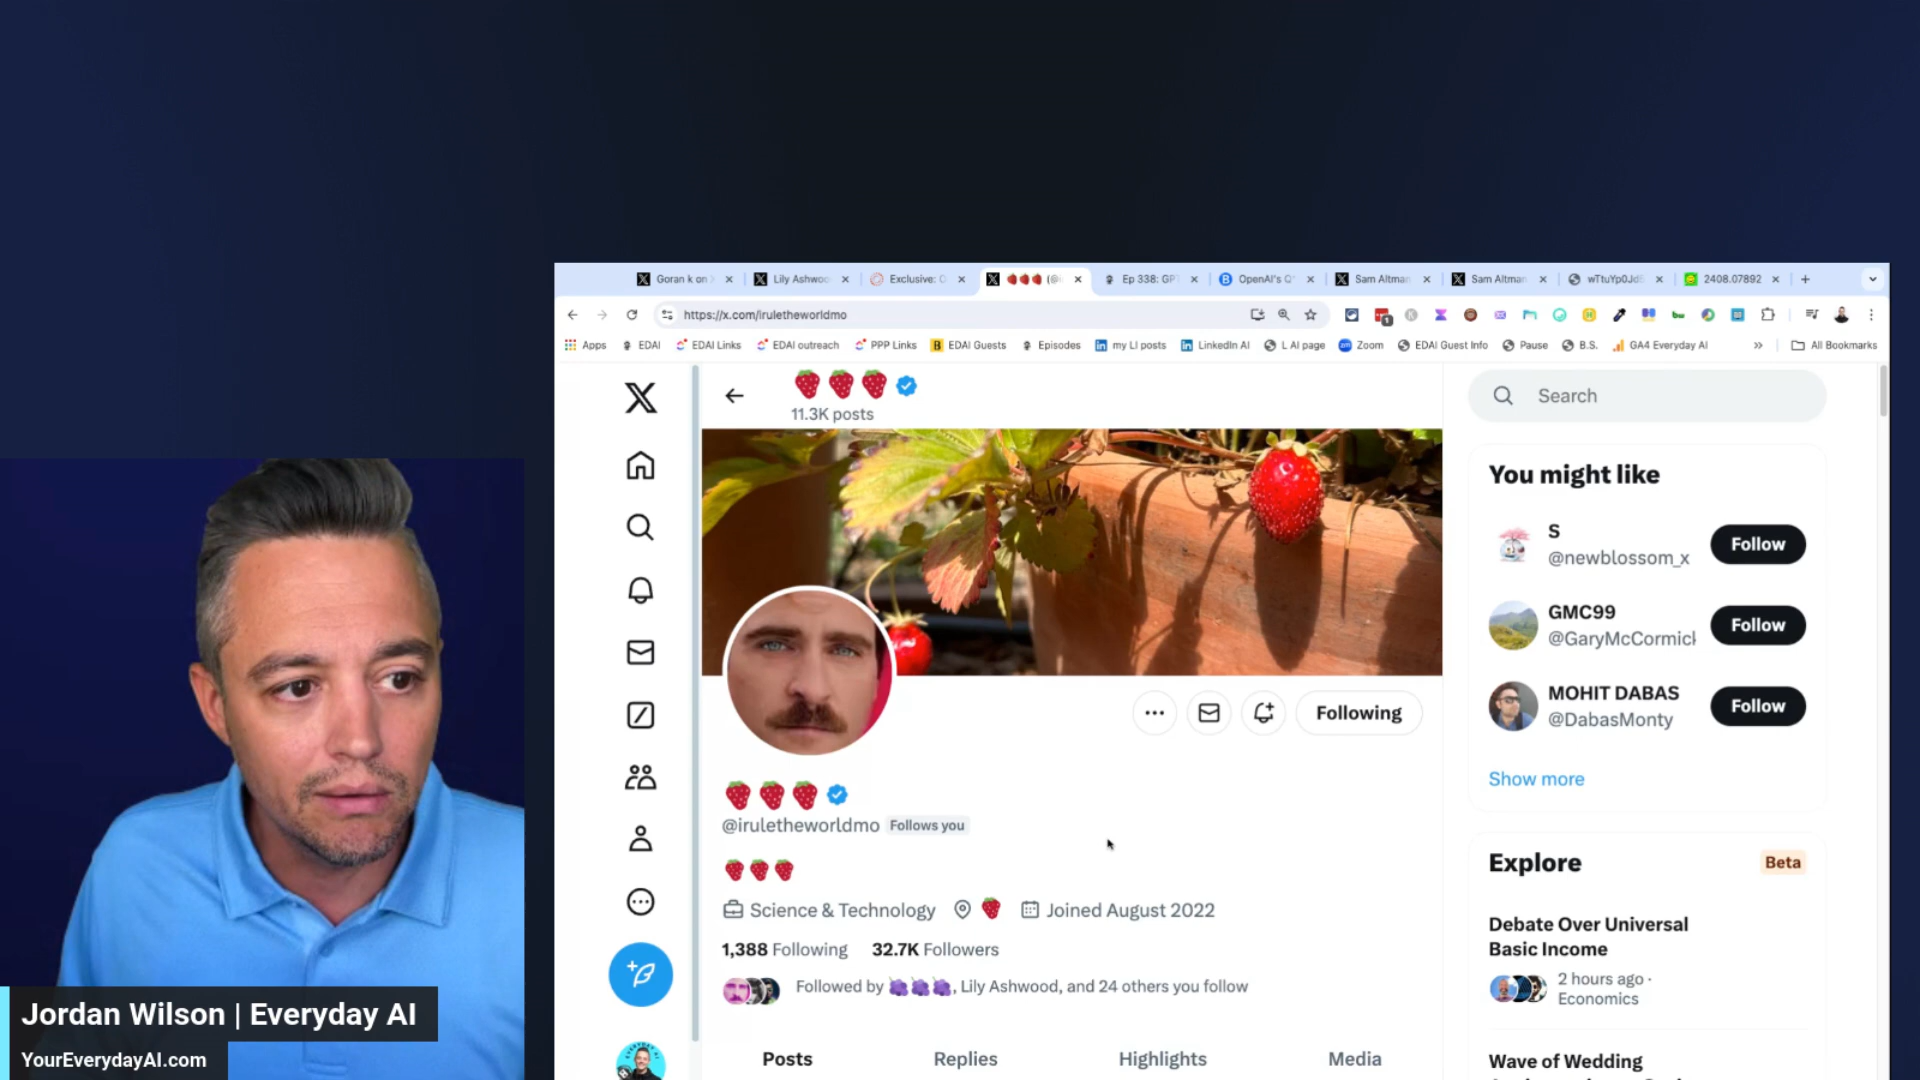 Goran k on
Lily Ashwoo
Exclusive: O
🍓🍓🍓 (@i
Ep 338: GPT
OpenAI's Q*
Sam Altman
Sam Altman
wTtuYp0Jd
2408.07892
https://x.com/iruletheworldmo
Apps
EDAI
EDAI Links
EDAI outreach
PPP Links
EDAI Guests
Episodes
my LI posts
LinkedIn AI
L AI page
Zoom
EDAI Guest Info
Pause
B.S.
GA4 Everyday AI
All Bookmarks
🍓🍓🍓
11.3K posts
Following
🍓🍓🍓
@iruletheworldmo Follows you
🍓🍓🍓
Science & Technology 🍓 Joined August 2022
1,388 Following 32.7K Followers
Followed by 🍇🍇🍇, Lily Ashwood, and 24 others you follow
Posts Replies Highlights Media
Search
You might like
S
@newblossom_x
Follow
GMC99
@GaryMcCormick
Follow
MOHIT DABAS
@DabasMonty
Follow
Show more
Explore Beta
Debate Over Universal
Basic Income
2 hours ago ·
Economics
Wave of Wedding
Jordan Wilson | Everyday AI
YourEverydayAI.com